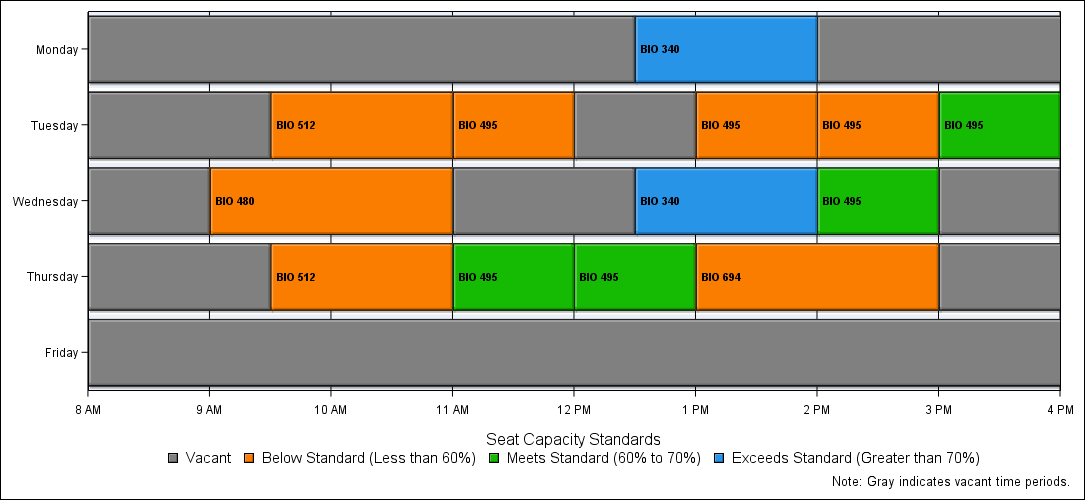 Monday
BIO 340
Tuesday
BIO 512 BIO 495 BIO 495 BIO 495 BIO 495
Wednesday
BIO 480 BIO 340 BIO 495
Thursday
BIO 512 BIO 495 BIO 495 BIO 694
Friday
8 AM 9 AM 10 AM 11 AM 12 PM 1 PM 2 PM 3 PM 4 PM
Seat Capacity Standards
Vacant Below Standard (Less than 60%) Meets Standard (60% to 70%) Exceeds Standard (Greater than 70%)
Note: Gray indicates vacant time periods.